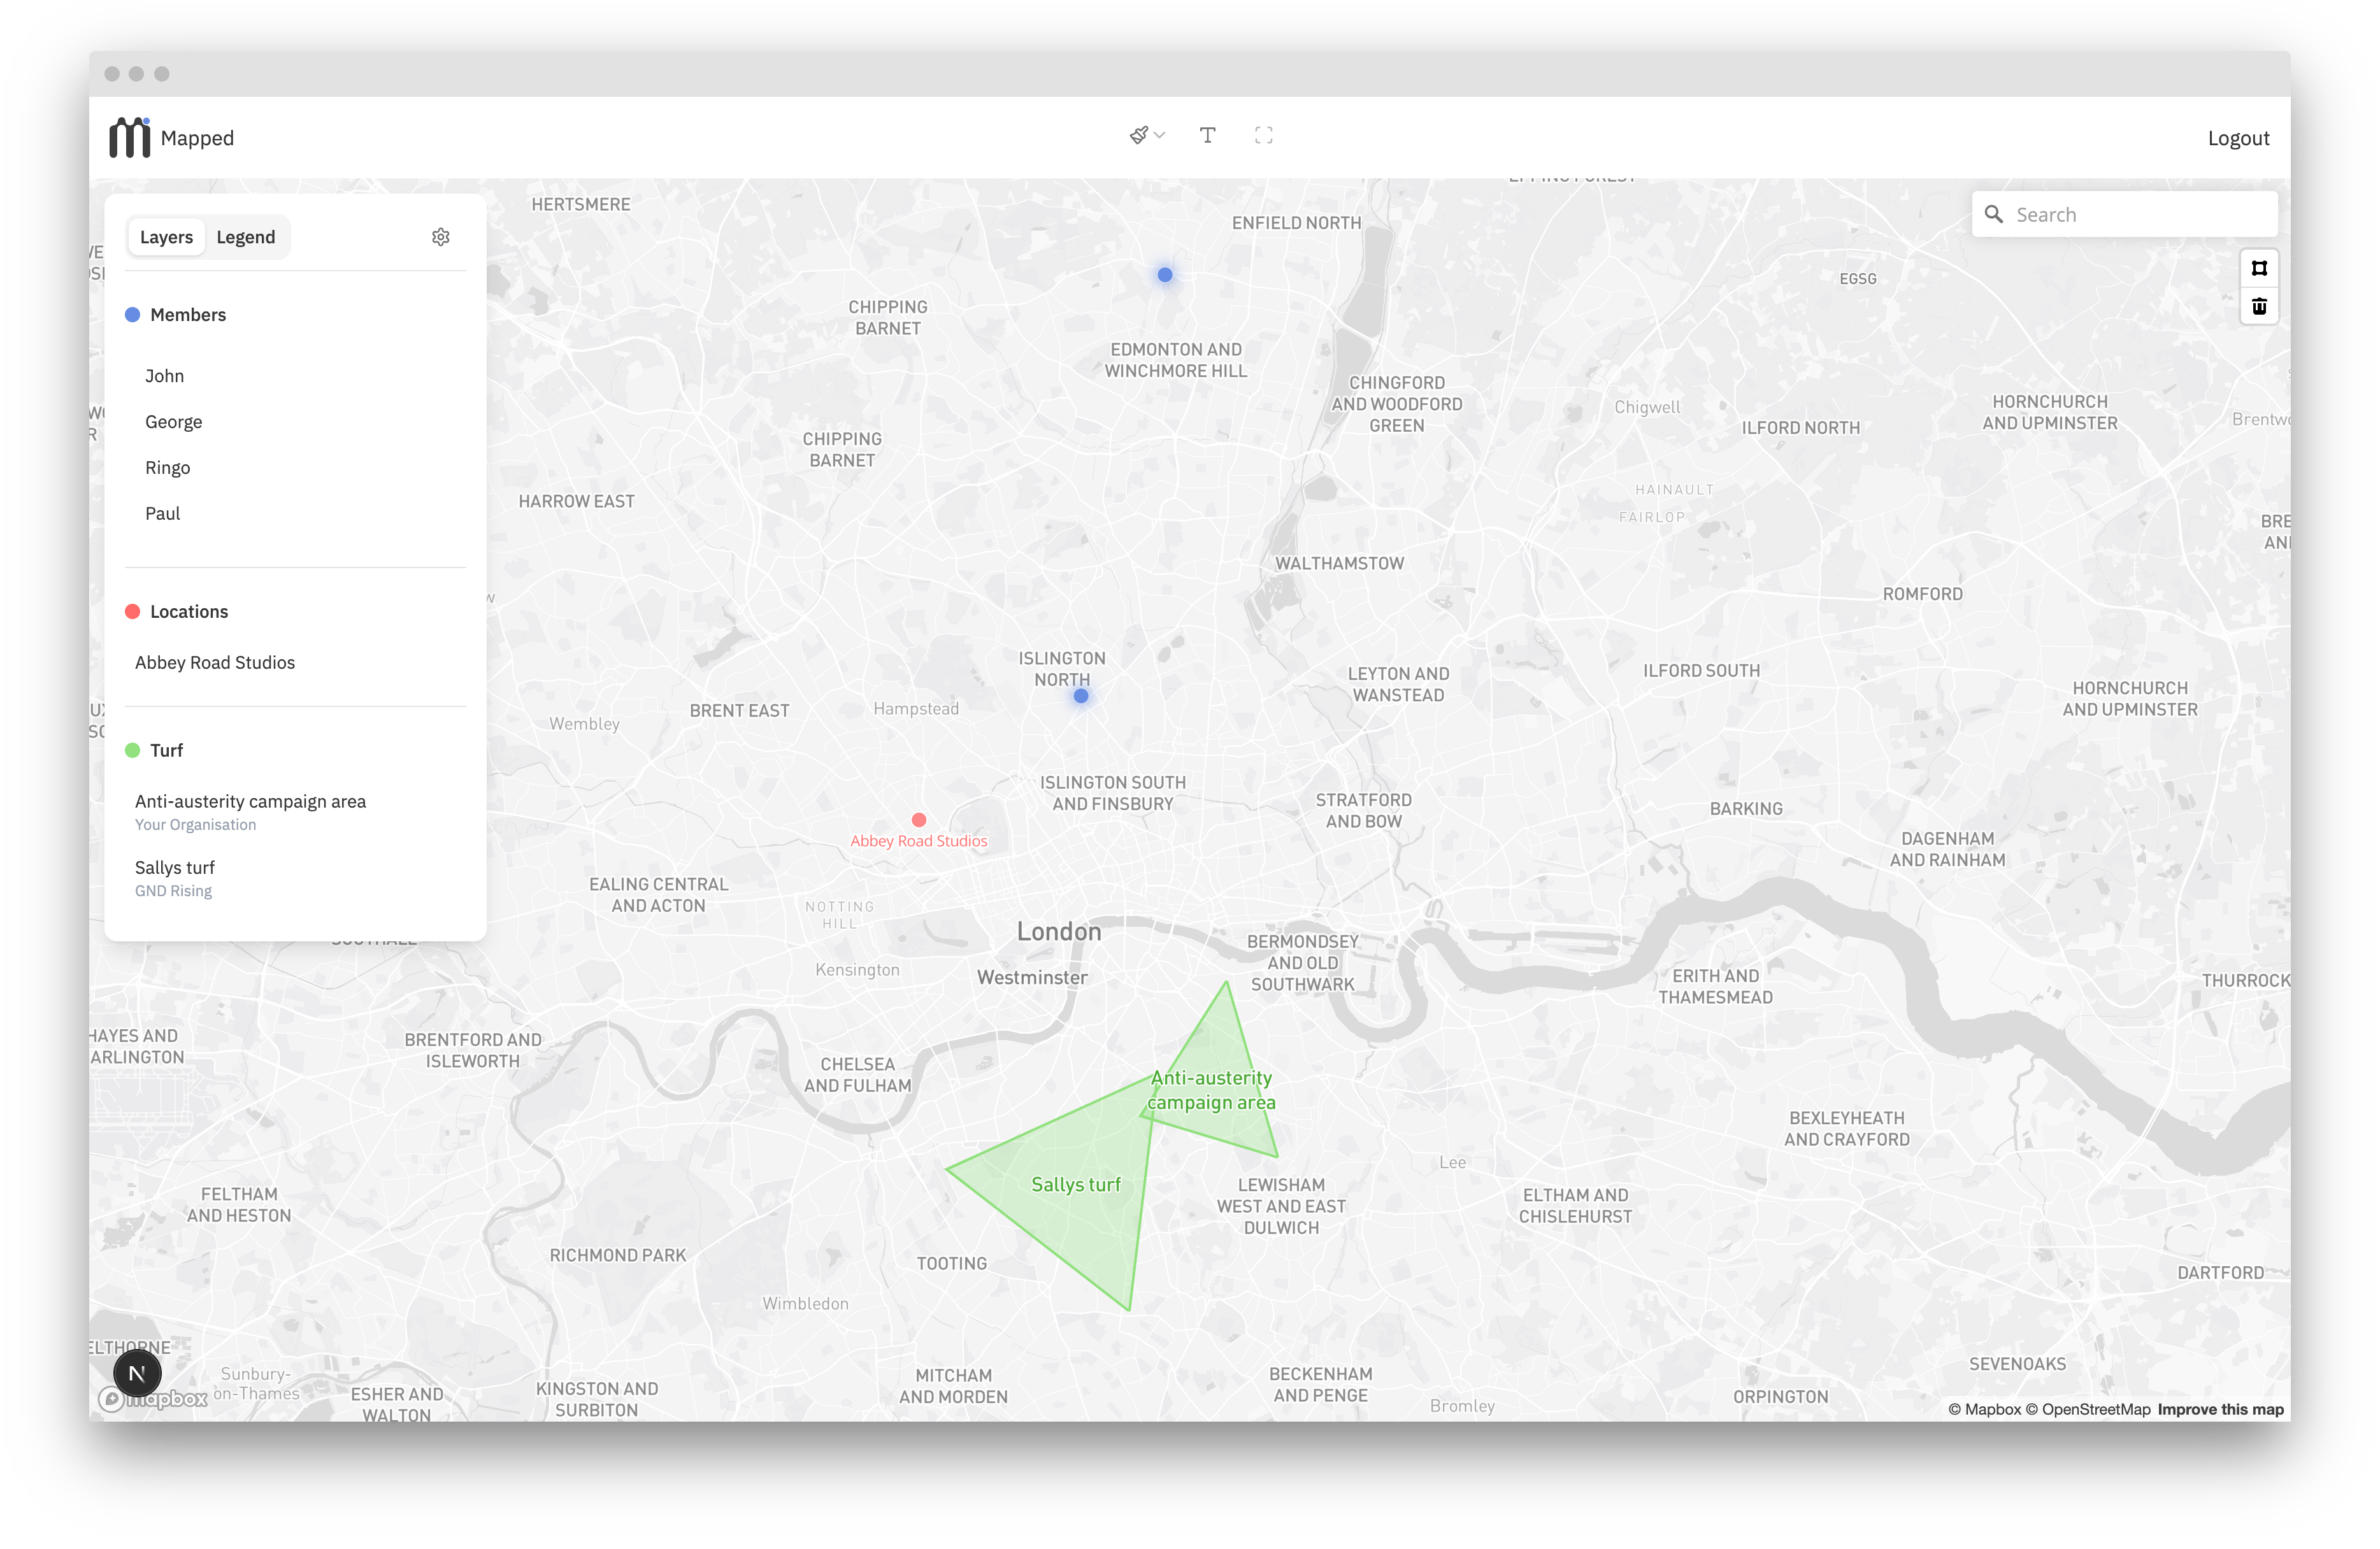 Mapped
Logout
Layers
Legend
Members
John
George
Ringo
Paul
Locations
Abbey Road Studios
Turf
Anti-austerity campaign area
Your Organisation
Sallys turf
GND Rising
Search
HERTSMERE
ENFIELD NORTH
EGSG
CHIPPING
BARNET
EDMONTON AND
WINCHMORE HILL
CHINGFORD
AND WOODFORD
GREEN
Chigwell
ILFORD NORTH
HORNCHURCH
AND UPMINSTER
CHIPPING
BARNET
HARROW EAST
HAINAULT
FAIRLOP
WALTHAMSTOW
ROMFORD
ISLINGTON
NORTH
LEYTON AND
WANSTEAD
ILFORD SOUTH
HORNCHURCH
AND UPMINSTER
Wembley
BRENT EAST
Hampstead
ISLINGTON SOUTH
AND FINSBURY
STRATFORD
AND BOW
BARKING
Abbey Road Studios
DAGENHAM
AND RAINHAM
EALING CENTRAL
AND ACTON
NOTTING
HILL
London
BERMONDSEY
AND OLD
SOUTHWARK
Kensington
Westminster
ERITH AND
THAMESMEAD
THURROCK
HAYES AND
ARLINGTON
BRENTFORD AND
ISLEWORTH
CHELSEA
AND FULHAM
Anti-austerity
campaign area
BEXLEYHEATH
AND CRAYFORD
Lee
Sallys turf
FELTHAM
AND HESTON
LEWISHAM
WEST AND EAST
DULWICH
ELTHAM AND
CHISLEHURST
RICHMOND PARK
TOOTING
DARTFORD
Wimbledon
ELTHORNE
N
mapbox
Sunbury-
on-Thames
ESHER AND
WALTON
KINGSTON AND
SURBITON
MITCHAM
AND MORDEN
BECKENHAM
AND PENGE
Bromley
SEVENOAKS
ORPINGTON
© Mapbox © OpenStreetMap Improve this map